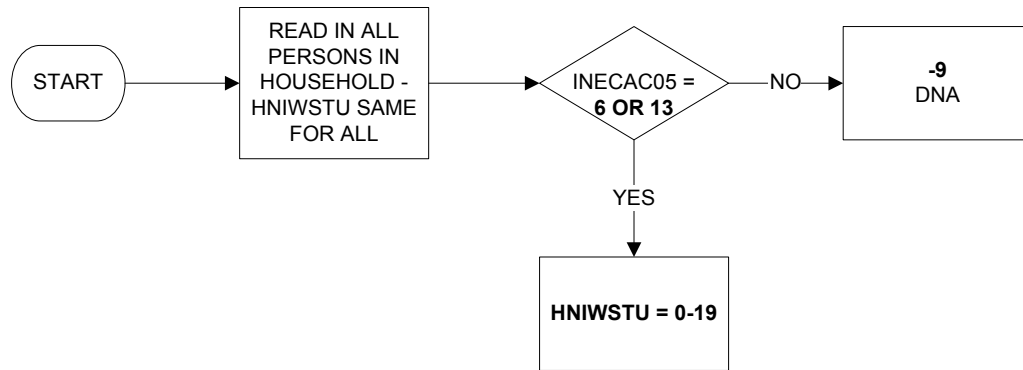 START
READ IN ALL
PERSONS IN
HOUSEHOLD -
HNIWSTU SAME
FOR ALL
INECAC05 =
6 OR 13
NO
-9
DNA
YES
HNIWSTU = 0-19